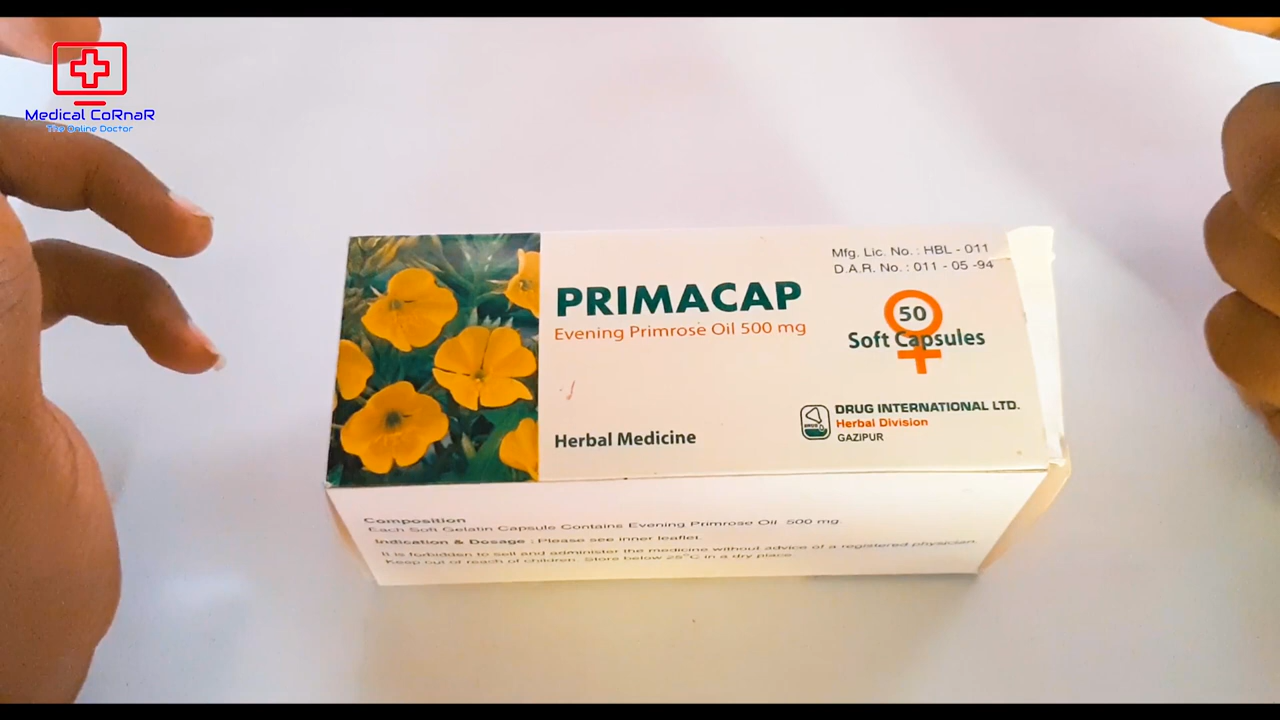 Medical CoRnaR
The Online Doctor
Mfg. Lic. No. : HBL - 011
D.A.R. No. : 011 - 05 -94
PRIMACAP
Evening Primrose Oil 500 mg
50
Soft Capsules
Herbal Medicine
DRUG INTERNATIONAL LTD.
Herbal Division
GAZIPUR
Composition
Each Soft Gelatin Capsule Contains Evening Primrose Oil 500 mg.
Indication & Dosage : Please see inner leaflet.
It is forbidden to sell and administer the medicine without advice of a registered physician.
Keep out of reach of children. Store below 25°C in a dry place.